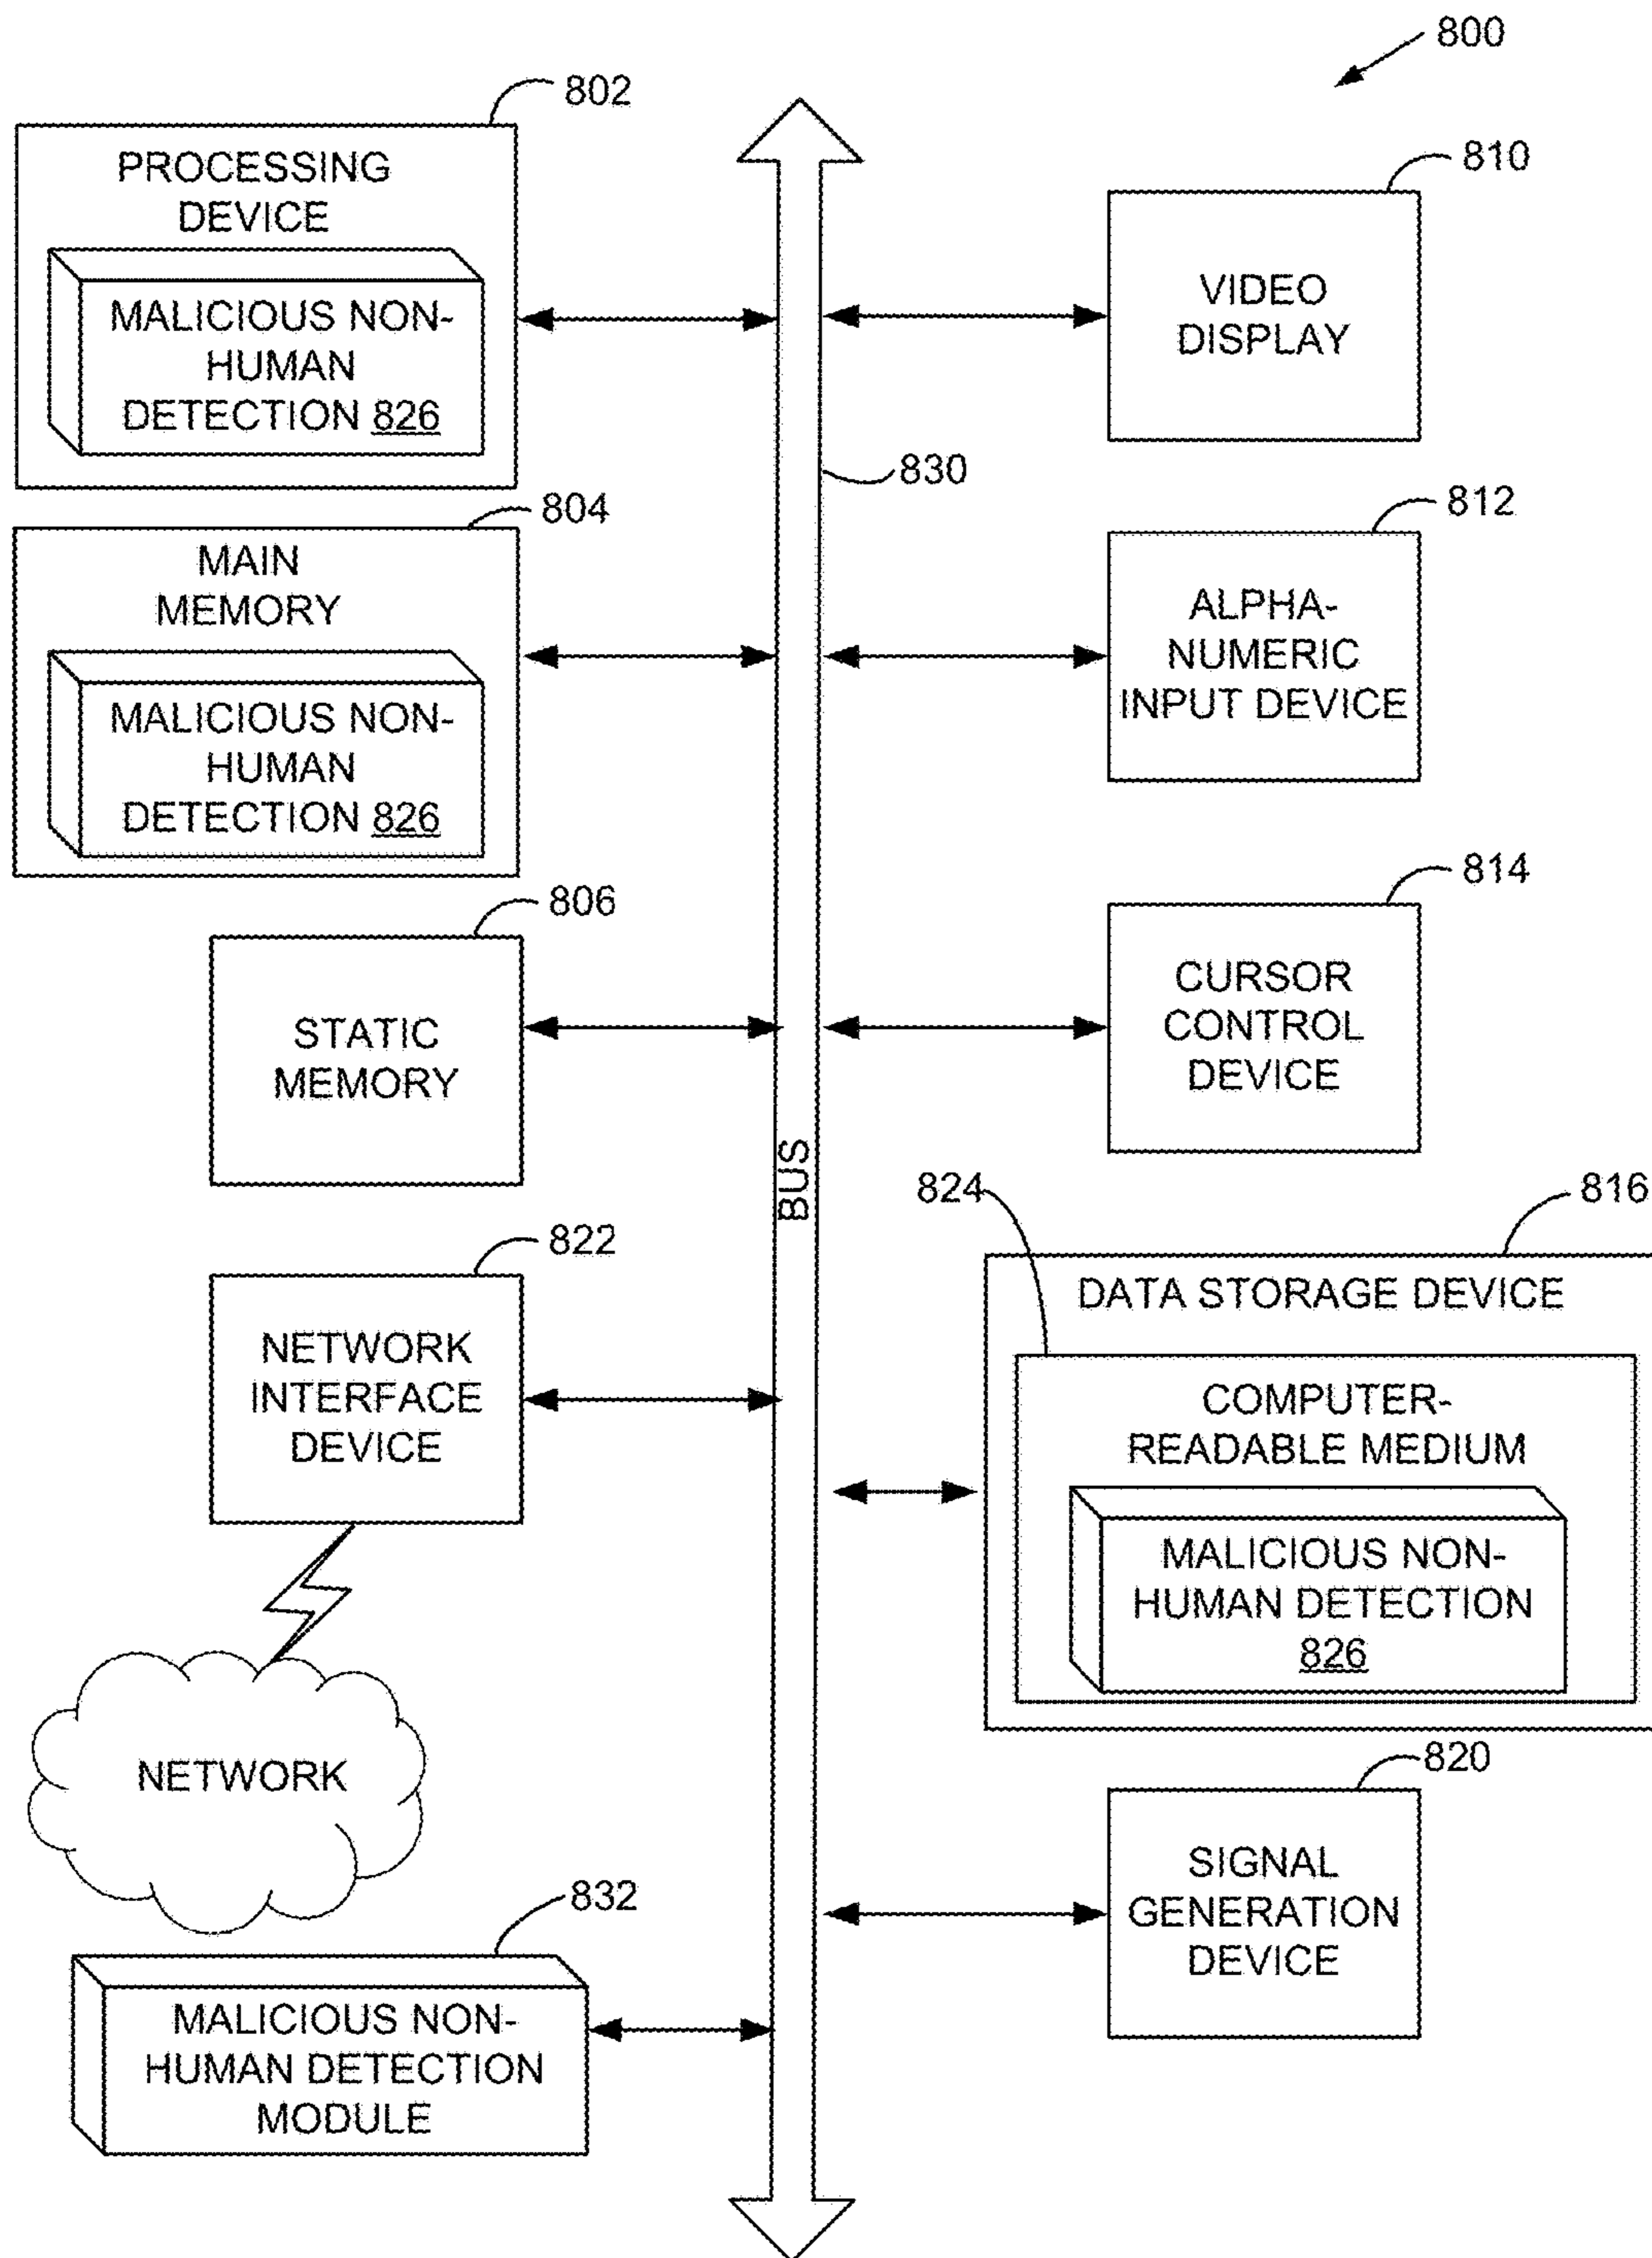 800
802
PROCESSING
DEVICE
MALICIOUS NON-
HUMAN
DETECTION 826
804
MAIN
MEMORY
MALICIOUS NON-
HUMAN
DETECTION 826
806
STATIC
MEMORY
822
NETWORK
INTERFACE
DEVICE
NETWORK
832
MALICIOUS NON-
HUMAN DETECTION
MODULE
BUS
830
810
VIDEO
DISPLAY
812
ALPHA-
NUMERIC
INPUT DEVICE
814
CURSOR
CONTROL
DEVICE
824
816
DATA STORAGE DEVICE
COMPUTER-
READABLE MEDIUM
MALICIOUS NON-
HUMAN DETECTION
826
820
SIGNAL
GENERATION
DEVICE